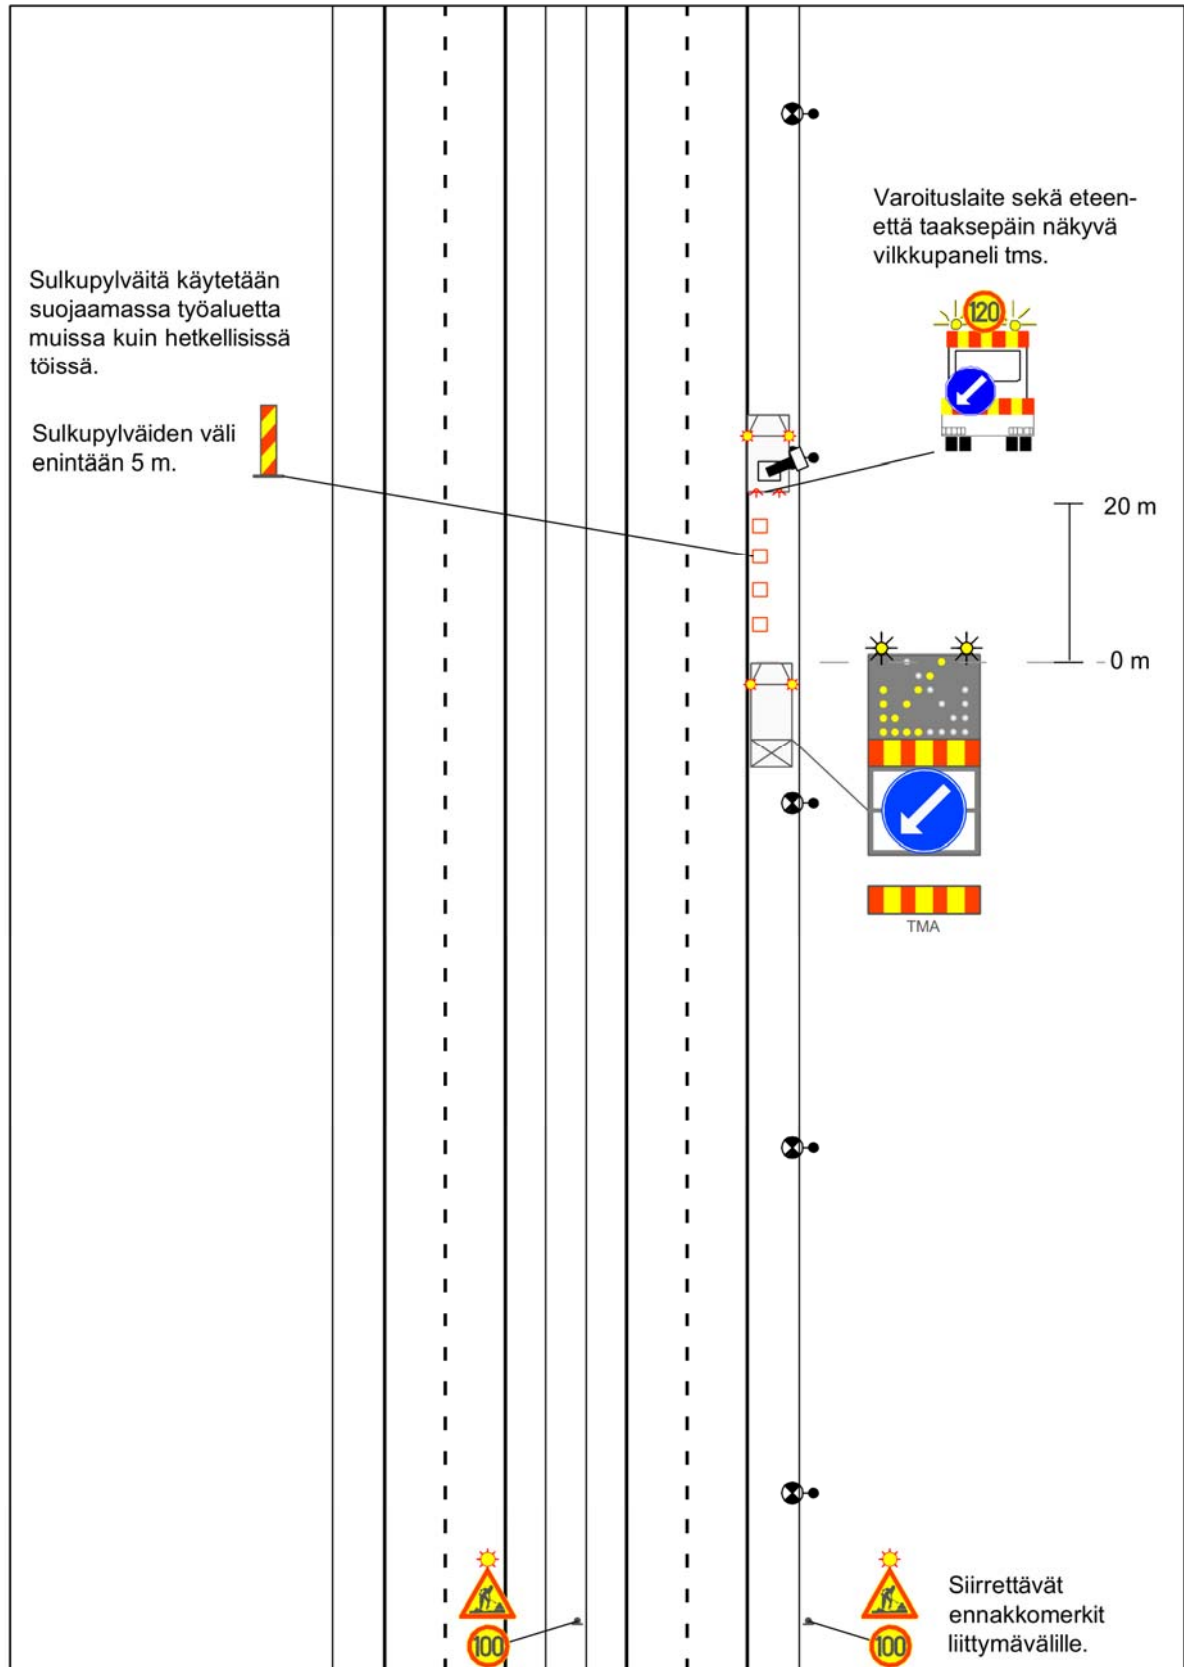 Varoituslaite sekä eteen-
että taaksepäin näkyvä
vilkkupaneli tms.
120
Sulkupylväitä käytetään
suojaamassa työaluetta
muissa kuin hetkellisissä
töissä.
Sulkupylväiden väli
enintään 5 m.
20 m
0 m
TMA
100
100
Siirrettävät
ennakkomerkit
liittymävälille.